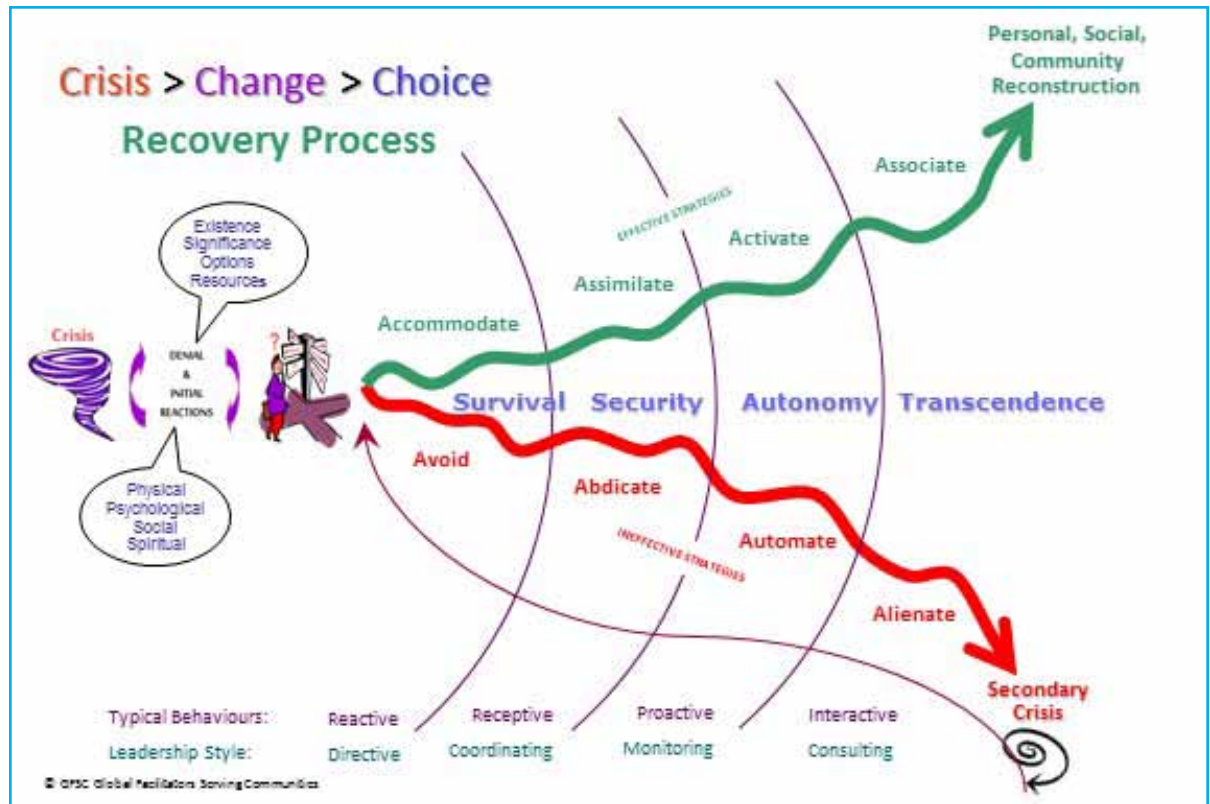 Crisis > Change > Choice
Recovery Process
Personal, Social,
Community
Reconstruction
Existence
Significance
Options
Resources
Crisis
DENIAL
&
INITIAL
REACTIONS
?
Physical
Psychological
Social
Spiritual
Accommodate
Assimilate
Activate
Associate
EFFECTIVE STRATEGIES
Survival Security Autonomy Transcendence
Avoid
Abdicate
Automate
Alienate
INEFFECTIVE STRATEGIES
Secondary
Crisis
Typical Behaviours: Reactive Receptive Proactive Interactive
Leadership Style: Directive Coordinating Monitoring Consulting
© GFSC Global Facilitators Serving Communities